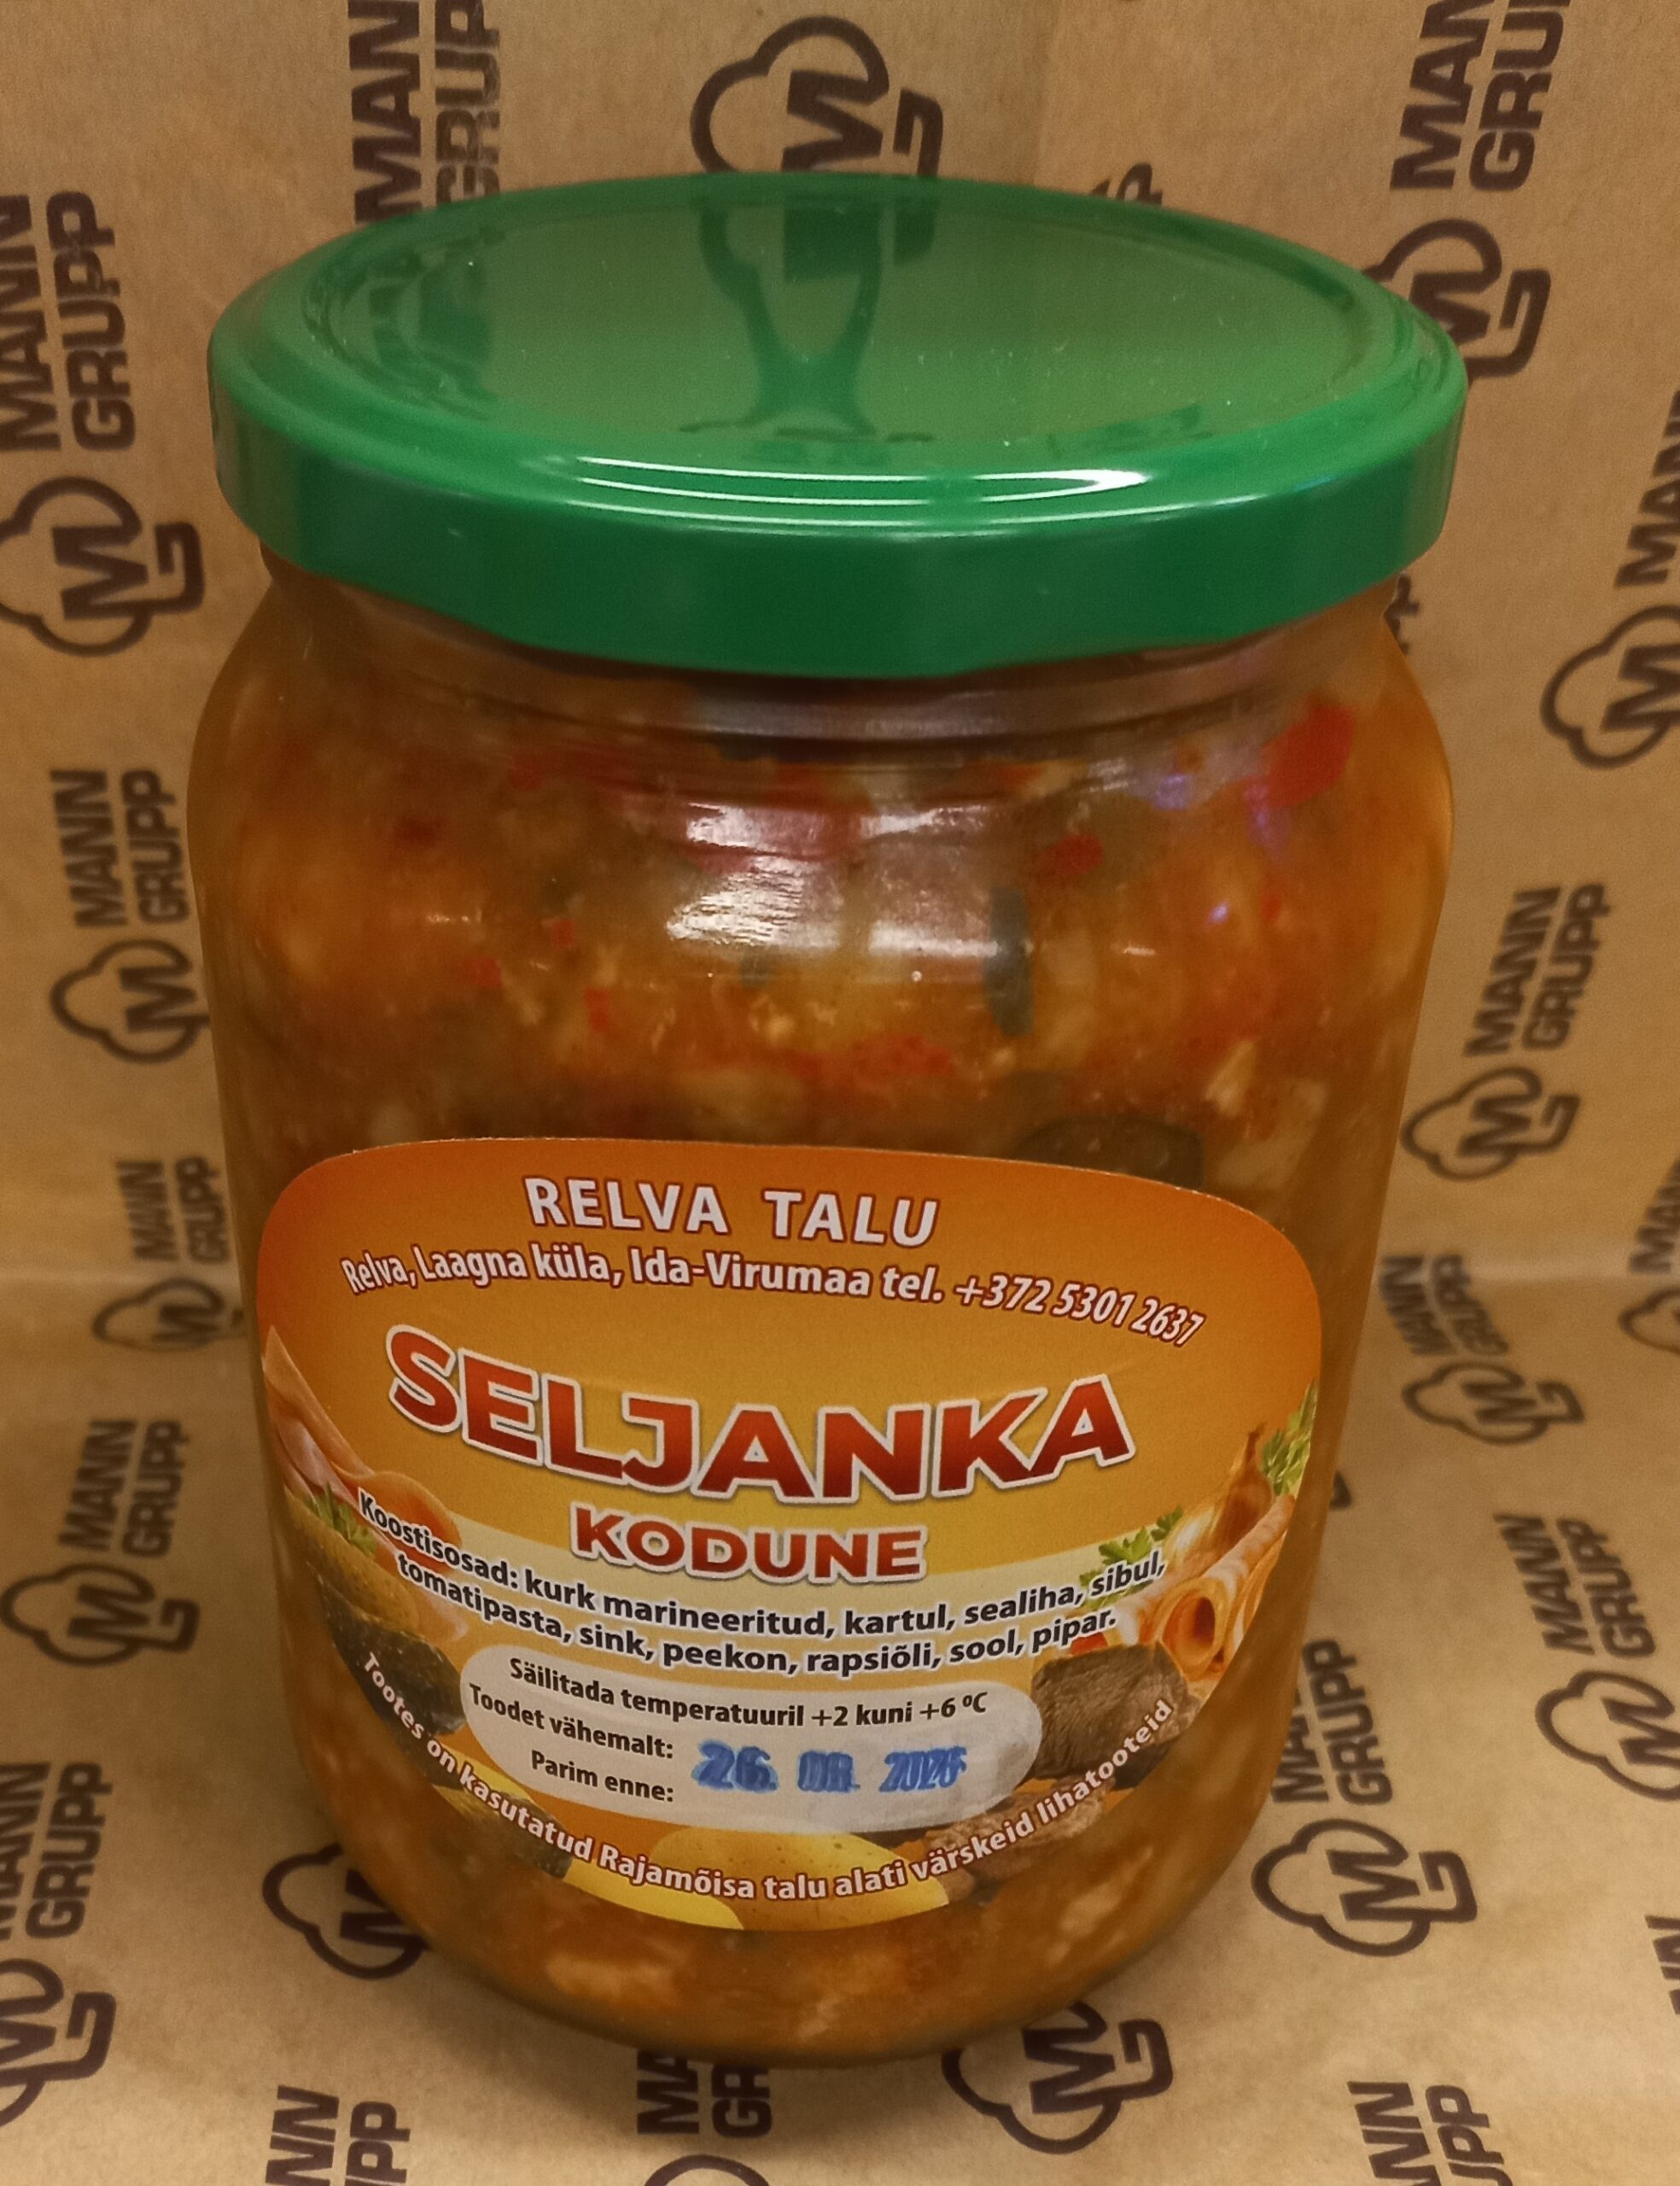 MANN
GRUPP
RELVA TALU
Relva, Laagna küla, Ida-Virumaa tel. +372 5301 2637
SELJANKA
KODUNE
Koostisosad: kurk marineeritud, kartul, sealiha, sibul,
tomatipasta, sink, peekon, rapsiõli, sool, pipar.
Säilitada temperatuuril +2 kuni +6 °C
Toodet vähemalt:
Parim enne:
26.
Tootes on kasutatud Rajamõisa talu alati värskeid lihatooteid